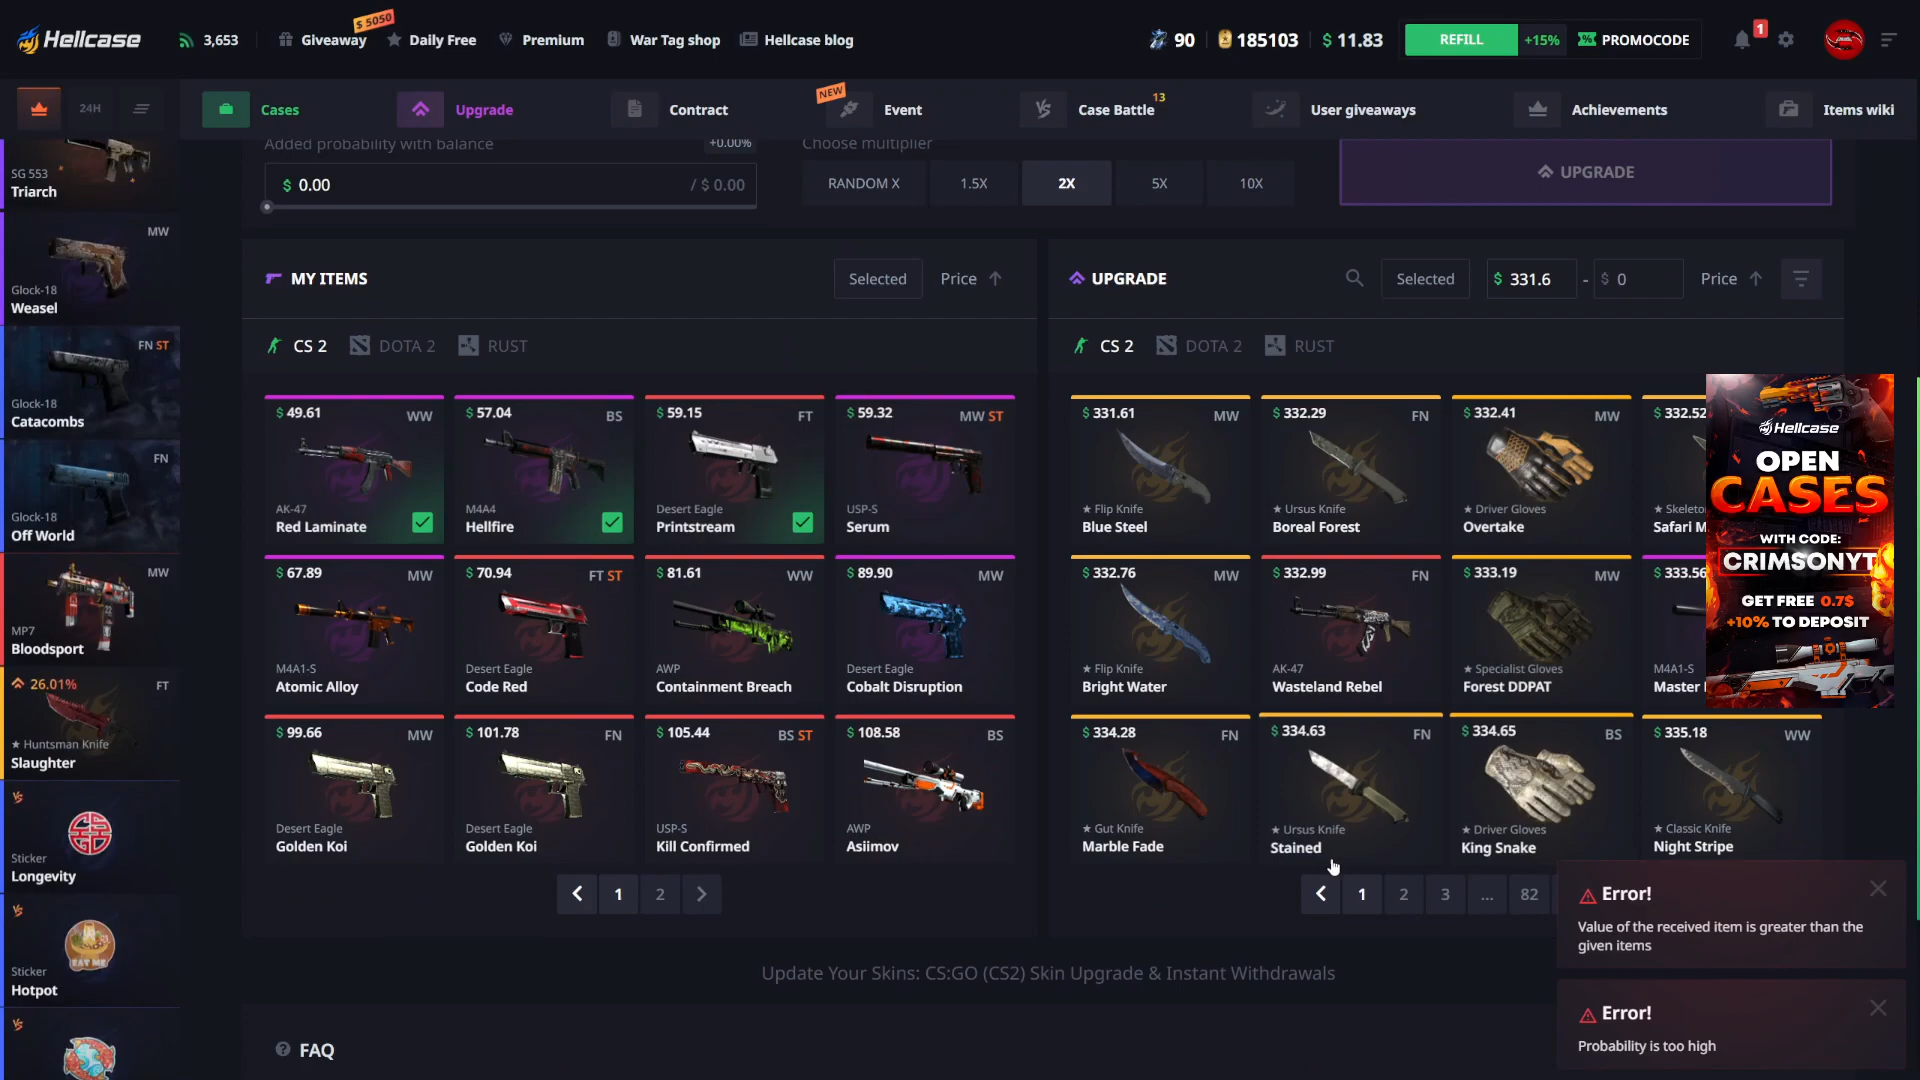 Hellcase
3,653
Giveaway
$ 5050
Daily Free
Premium
War Tag shop
Hellcase blog
90
185103
$ 11.83
REFILL
+15%
PROMOCODE
1
24H
Cases
Upgrade
Contract
NEW
Event
Case Battle
13
User giveaways
Achievements
Items wiki
Added probability with balance
+0.00%
$ 0.00
/ $ 0.00
Choose multiplier
RANDOM X
1.5X
2X
5X
10X
UPGRADE
SG 553
Triarch
MW
Glock-18
Weasel
FN ST
Glock-18
Catacombs
FN
Glock-18
Off World
MW
MP7
Bloodsport
26.01%
FT
★ Huntsman Knife
Slaughter
Sticker
Longevity
Sticker
Hotpot
MY ITEMS
Selected
Price
CS 2
DOTA 2
RUST
$ 49.61 WW
AK-47
Red Laminate
$ 57.04 BS
M4A4
Hellfire
$ 59.15 FT
Desert Eagle
Printstream
$ 59.32 MW ST
USP-S
Serum
$ 67.89 MW
M4A1-S
Atomic Alloy
$ 70.94 FT ST
Desert Eagle
Code Red
$ 81.61 WW
AWP
Containment Breach
$ 89.90 MW
Desert Eagle
Cobalt Disruption
$ 99.66 MW
Desert Eagle
Golden Koi
$ 101.78 FN
Desert Eagle
Golden Koi
$ 105.44 BS ST
USP-S
Kill Confirmed
$ 108.58 BS
AWP
Asiimov
1
2
UPGRADE
Selected
$ 331.6
-
$ 0
Price
CS 2
DOTA 2
RUST
$ 331.61 MW
★ Flip Knife
Blue Steel
$ 332.29 FN
★ Ursus Knife
Boreal Forest
$ 332.41 MW
★ Driver Gloves
Overtake
$ 332.52
★ Skeleto
Safari M
$ 332.76 MW
★ Flip Knife
Bright Water
$ 332.99 FN
AK-47
Wasteland Rebel
$ 333.19 MW
★ Specialist Gloves
Forest DDPAT
$ 333.56
M4A1-S
Master
$ 334.28 FN
★ Gut Knife
Marble Fade
$ 334.63 FN
★ Ursus Knife
Stained
$ 334.65 BS
★ Driver Gloves
King Snake
$ 335.18 WW
★ Classic Knife
Night Stripe
1
2
3
...
82
Hellcase
OPEN
CASES
WITH CODE:
CRIMSONYT
GET FREE 0.7$
+10% TO DEPOSIT
Error!
Value of the received item is greater than the
given items
Error!
Probability is too high
Update Your Skins: CS:GO (CS2) Skin Upgrade & Instant Withdrawals
FAQ